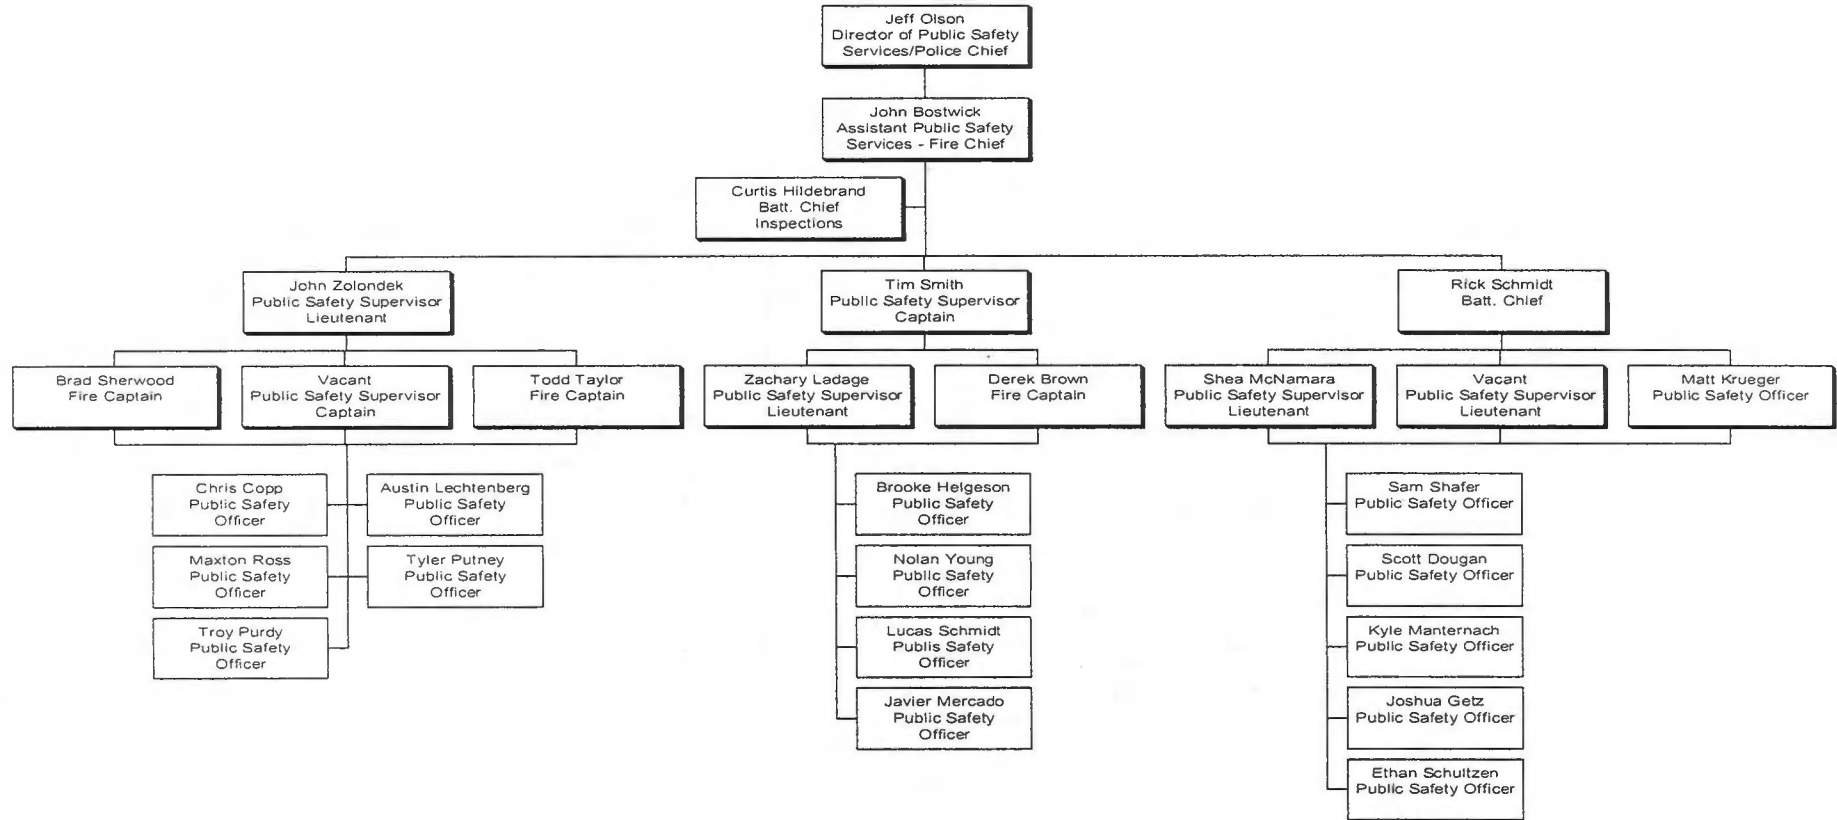 Jeff Olson
Director of Public Safety
Services/Police Chief
John Bostwick
Assistant Public Safety
Services - Fire Chief
Curtis Hildebrand
Batt. Chief
Inspections
John Zolondek
Public Safety Supervisor
Lieutenant
Tim Smith
Public Safety Supervisor
Captain
Rick Schmidt
Batt. Chief
Brad Sherwood
Fire Captain
Vacant
Public Safety Supervisor
Captain
Todd Taylor
Fire Captain
Zachary Ladage
Public Safety Supervisor
Lieutenant
Derek Brown
Fire Captain
Shea McNamara
Public Safety Supervisor
Lieutenant
Vacant
Public Safety Supervisor
Lieutenant
Matt Krueger
Public Safety Officer
Chris Copp
Public Safety
Officer
Austin Lechtenberg
Public Safety
Officer
Maxton Ross
Public Safety
Officer
Tyler Putney
Public Safety
Officer
Troy Purdy
Public Safety
Officer
Brooke Helgeson
Public Safety
Officer
Nolan Young
Public Safety
Officer
Lucas Schmidt
Publis Safety
Officer
Javier Mercado
Public Safety
Officer
Sam Shafer
Public Safety Officer
Scott Dougan
Public Safety Officer
Kyle Manternach
Public Safety Officer
Joshua Getz
Public Safety Officer
Ethan Schultzen
Public Safety Officer